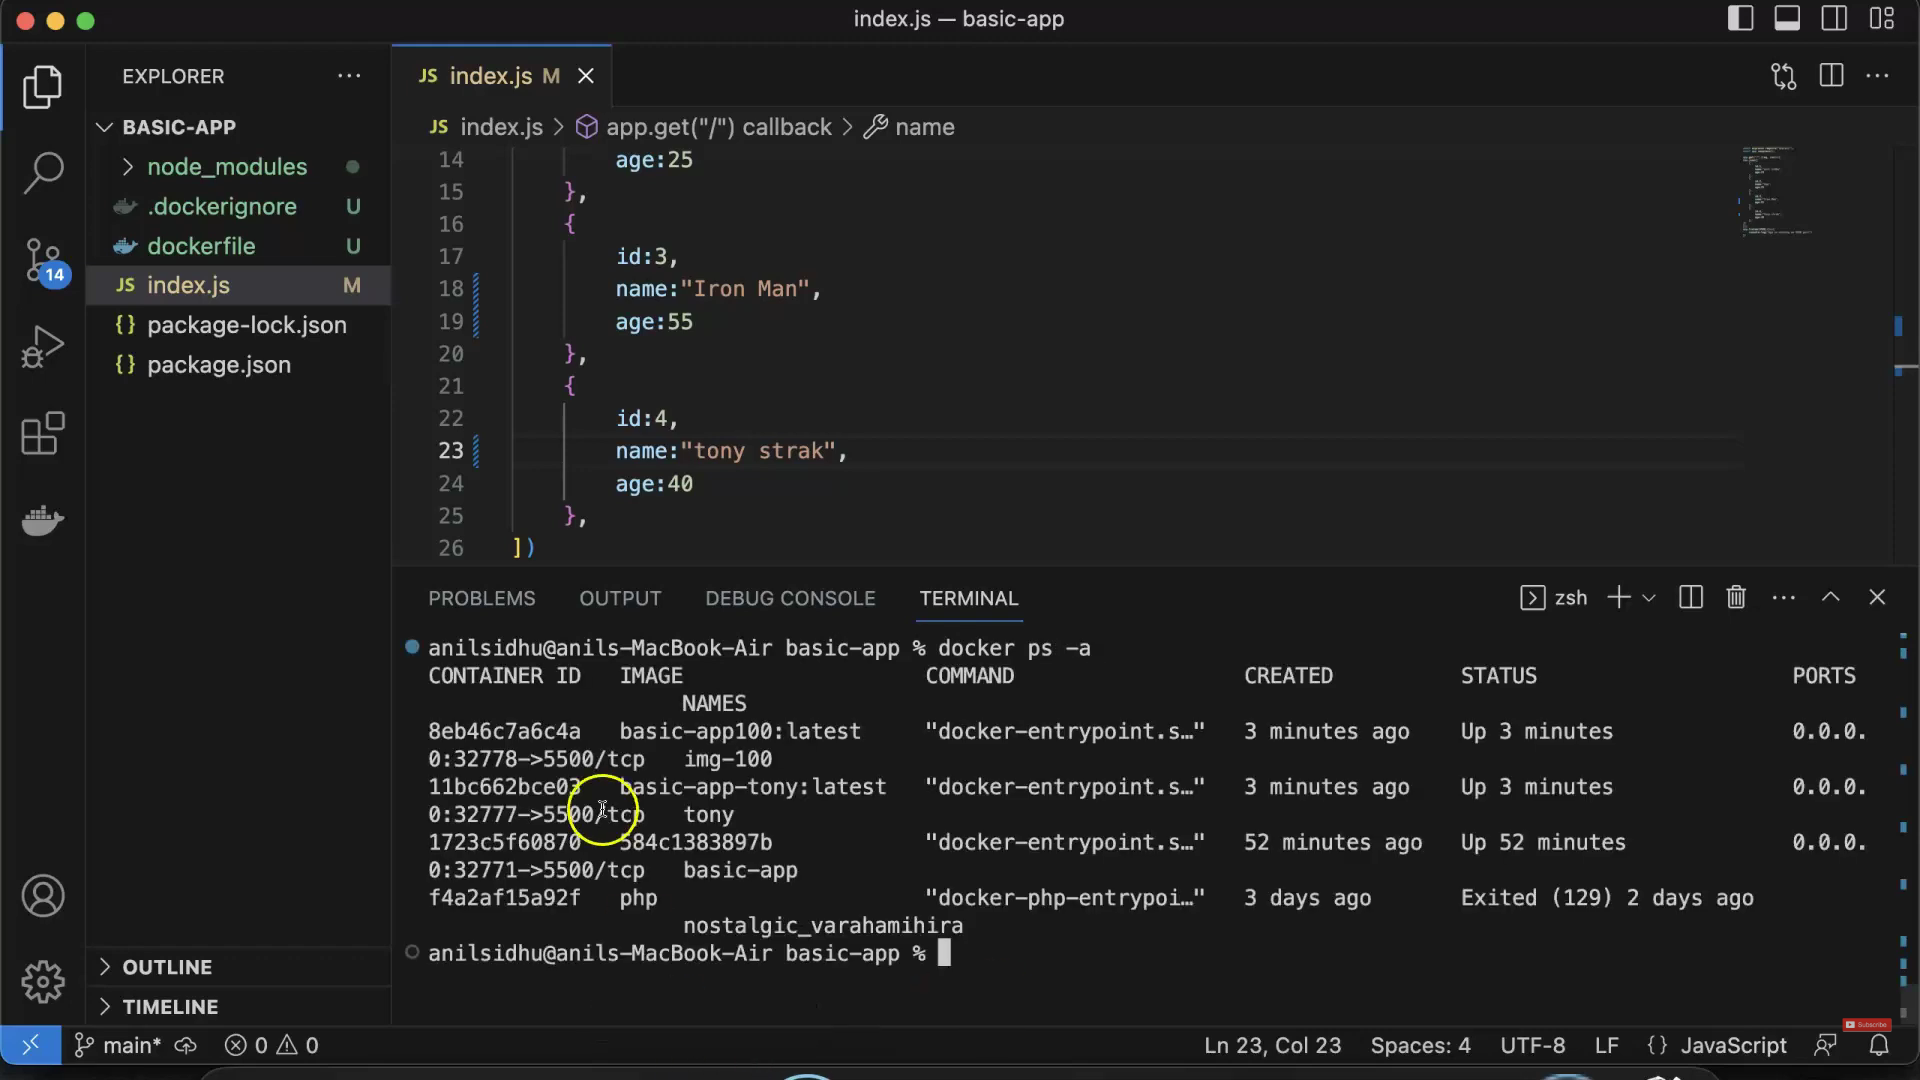 index.js — basic-app
EXPLORER
JS index.js M
BASIC-APP
JS index.js > app.get("/") callback > name
node_modules
.dockerignore U
dockerfile U
JS index.js M
{} package-lock.json
{} package.json
14
OUTLINE
TIMELINE
14 age:25
15 },
16 {
17 id:3,
18 name:"Iron Man",
19 age:55
20 },
21 {
22 id:4,
23 name:"tony strak",
24 age:40
25 },
26 ])
PROBLEMS OUTPUT DEBUG CONSOLE TERMINAL zsh
anilsidhu@anils-MacBook-Air basic-app % docker ps -a
CONTAINER ID IMAGE COMMAND CREATED STATUS PORTS
NAMES
8eb46c7a6c4a basic-app100:latest "docker-entrypoint.s…" 3 minutes ago Up 3 minutes 0.0.0.
0:32778->5500/tcp img-100
11bc662bce03 basic-app-tony:latest "docker-entrypoint.s…" 3 minutes ago Up 3 minutes 0.0.0.
0:32777->5500/tcp tony
1723c5f60870 584c1383897b "docker-entrypoint.s…" 52 minutes ago Up 52 minutes 0.0.0.
0:32771->5500/tcp basic-app
f4a2af15a92f php "docker-php-entrypoi…" 3 days ago Exited (129) 2 days ago
nostalgic_varahamihira
anilsidhu@anils-MacBook-Air basic-app %
Subscribe
main* 0 0 Ln 23, Col 23 Spaces: 4 UTF-8 LF {} JavaScript